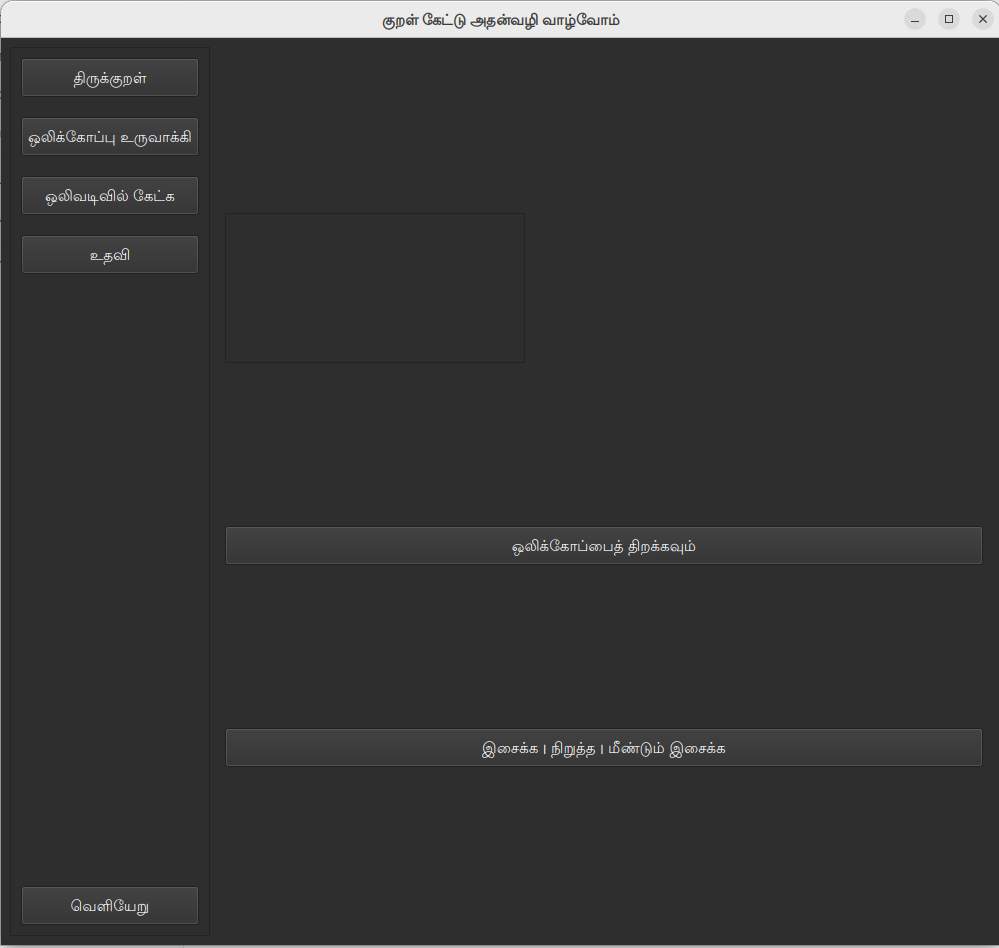 குறள் கேட்டு அதன்வழி வாழ்வோம்
திருக்குறள்
ஒலிக்கோப்பு உருவாக்கி
ஒலிவடிவில் கேட்க
உதவி
ஒலிக்கோப்பைத் திறக்கவும்
இசைக்க | நிறுத்த | மீண்டும் இசைக்க
வெளியேறு